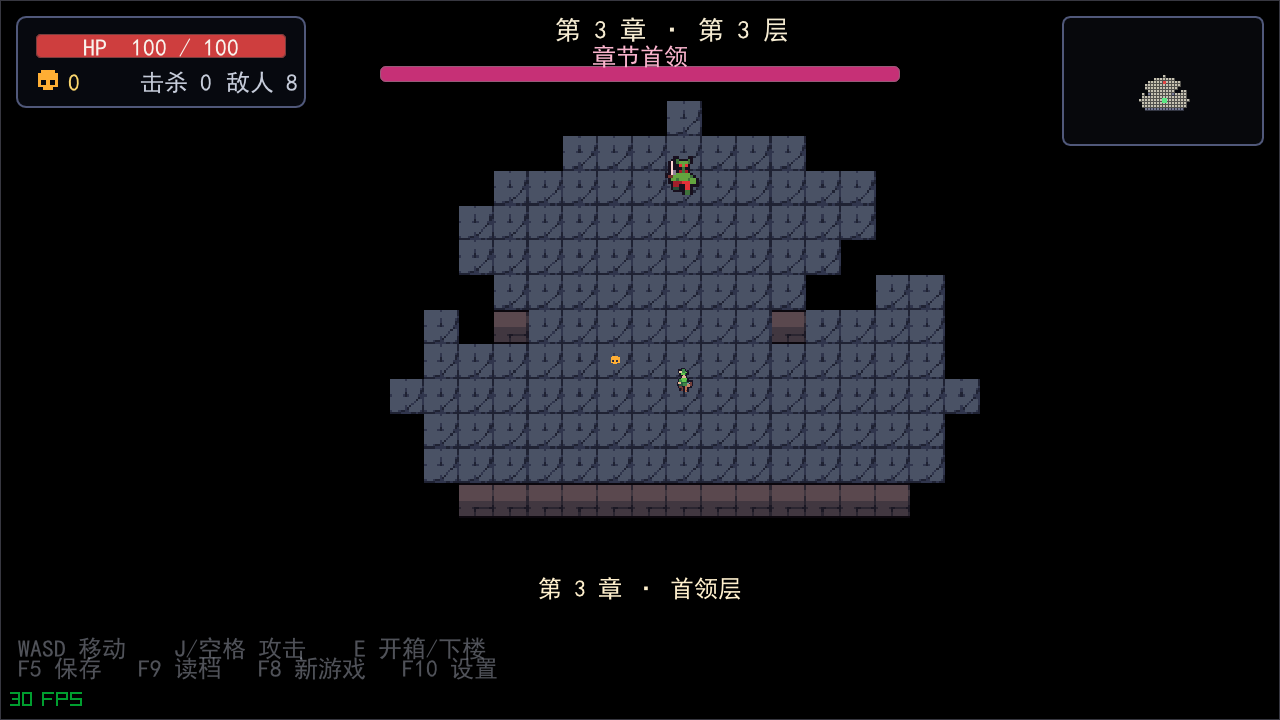 HP 100 / 100
0 击杀 0 敌人 8
第 3 章 · 第 3 层
章节首领
第 3 章 · 首领层
WASD 移动 J/空格 攻击 E 开箱/下楼
F5 保存 F9 读档 F8 新游戏 F10 设置
30 FPS